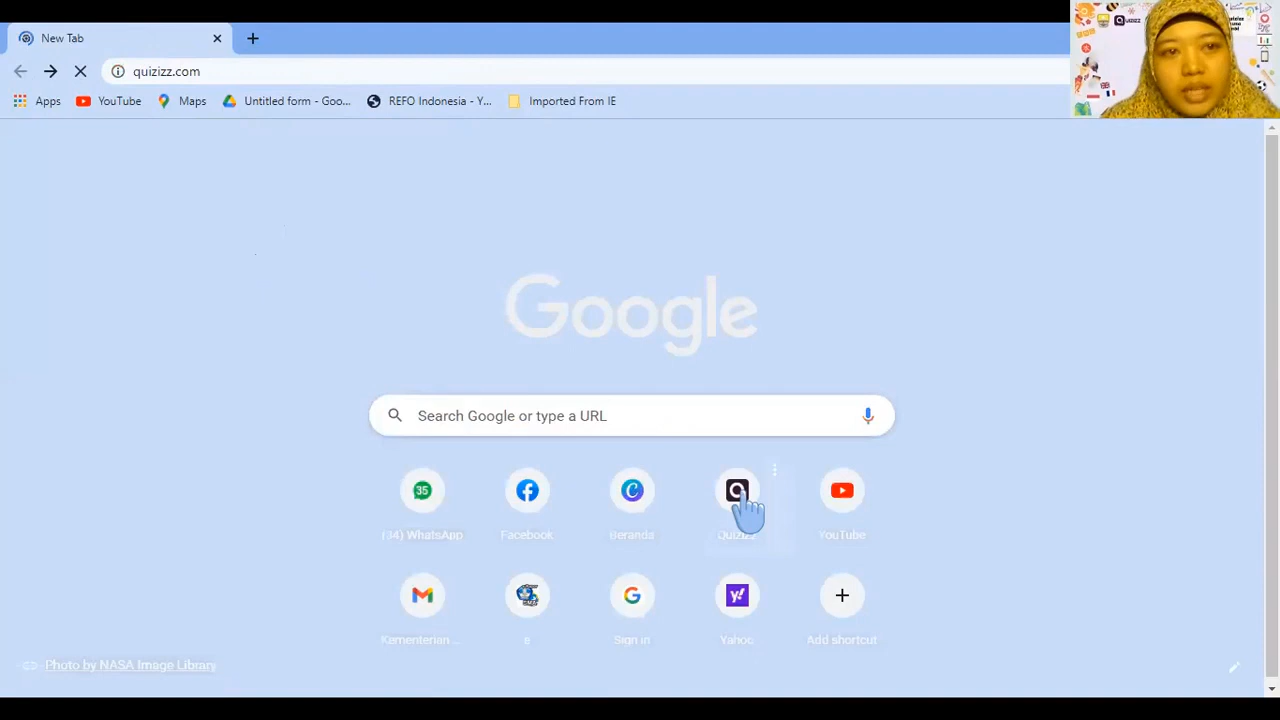 New Tab
quizizz.com
Apps YouTube Maps Untitled form - Goo... REFO Indonesia - Y... Imported From IE
Google
Search Google or type a URL
35
(34) WhatsApp Facebook Beranda Quizizz YouTube
Kementerian ... e Sign in Yahoo Add shortcut
Photo by NASA Image Library